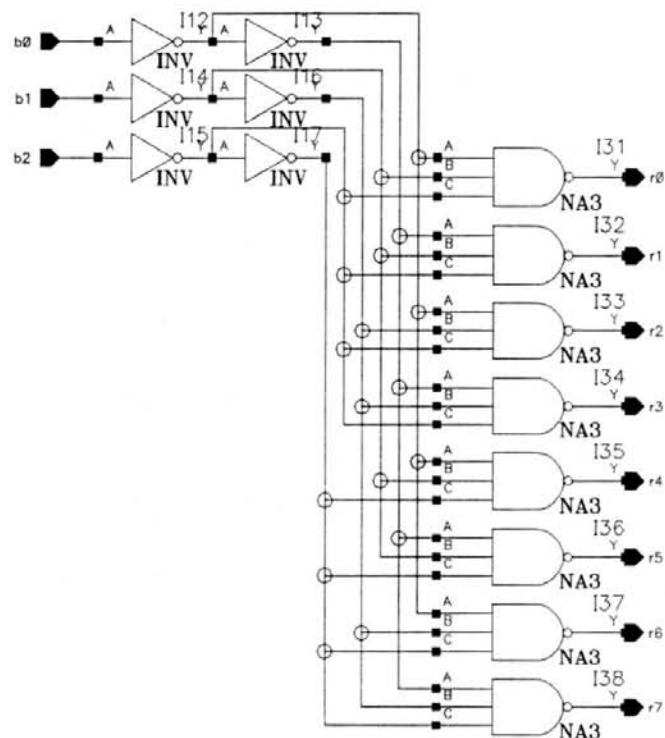 I12 I13
b0 A Y A Y
INV INV
I14 I16
b1 A Y A Y
INV INV
I15 I17
b2 A Y A Y
INV INV
A B C I31 Y r0
NA3
A B C I32 Y r1
NA3
A B C I33 Y r2
NA3
A B C I34 Y r3
NA3
A B C I35 Y r4
NA3
A B C I36 Y r5
NA3
A B C I37 Y r6
NA3
A B C I38 Y r7
NA3